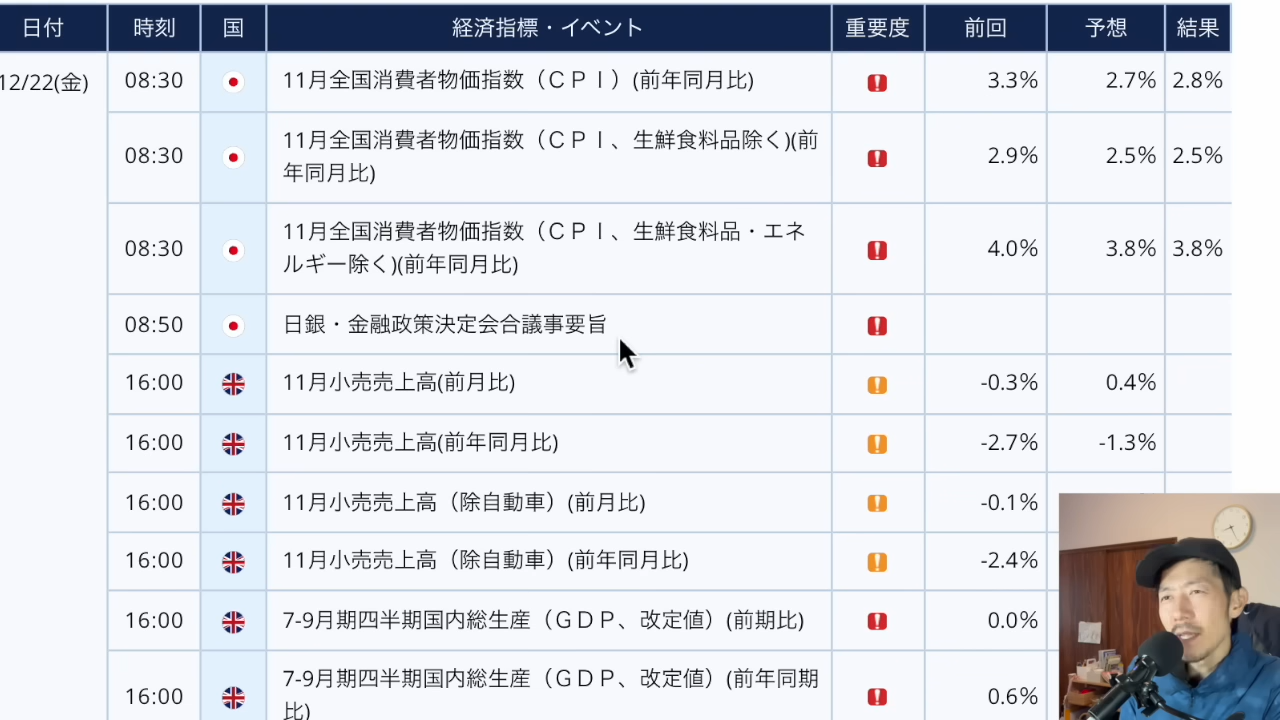 日付 時刻 国 経済指標・イベント 重要度 前回 予想 結果
12/22(金) 08:30 11月全国消費者物価指数（ＣＰＩ）(前年同月比) 3.3% 2.7% 2.8%
08:30 11月全国消費者物価指数（ＣＰＩ、生鮮食料品除く)(前
年同月比) 2.9% 2.5% 2.5%
08:30 11月全国消費者物価指数（ＣＰＩ、生鮮食料品・エネ
ルギー除く)(前年同月比) 4.0% 3.8% 3.8%
08:50 日銀・金融政策決定会合議事要旨
16:00 11月小売売上高(前月比) -0.3% 0.4%
16:00 11月小売売上高(前年同月比) -2.7% -1.3%
16:00 11月小売売上高（除自動車）(前月比) -0.1%
16:00 11月小売売上高（除自動車）(前年同月比) -2.4%
16:00 7-9月期四半期国内総生産（ＧＤＰ、改定値）(前期比) 0.0%
16:00 7-9月期四半期国内総生産（ＧＤＰ、改定値）(前年同期
比) 0.6%